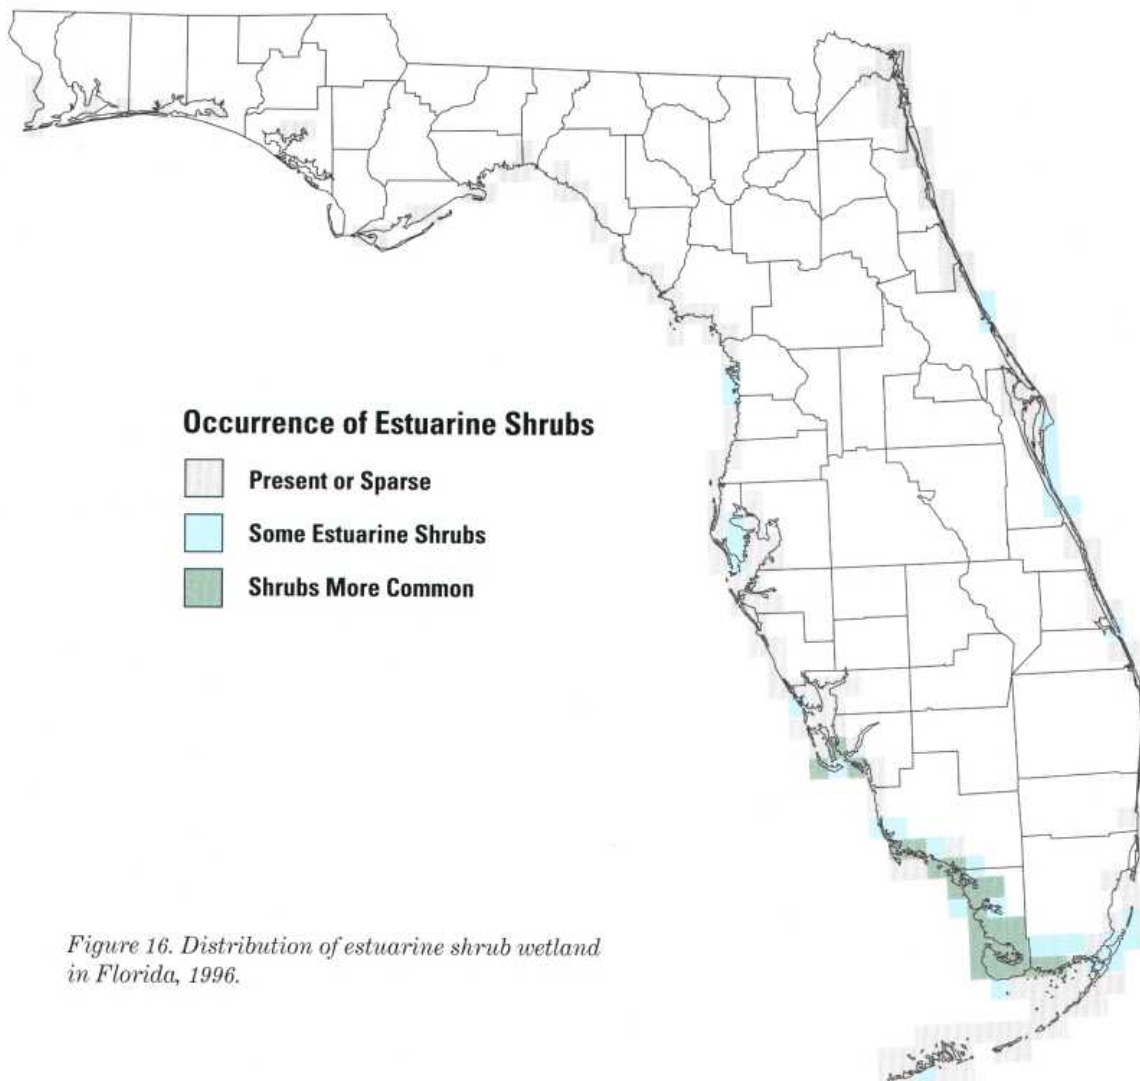 Occurrence of Estuarine Shrubs
Present or Sparse
Some Estuarine Shrubs
Shrubs More Common
Figure 16. Distribution of estuarine shrub wetland
in Florida, 1996.